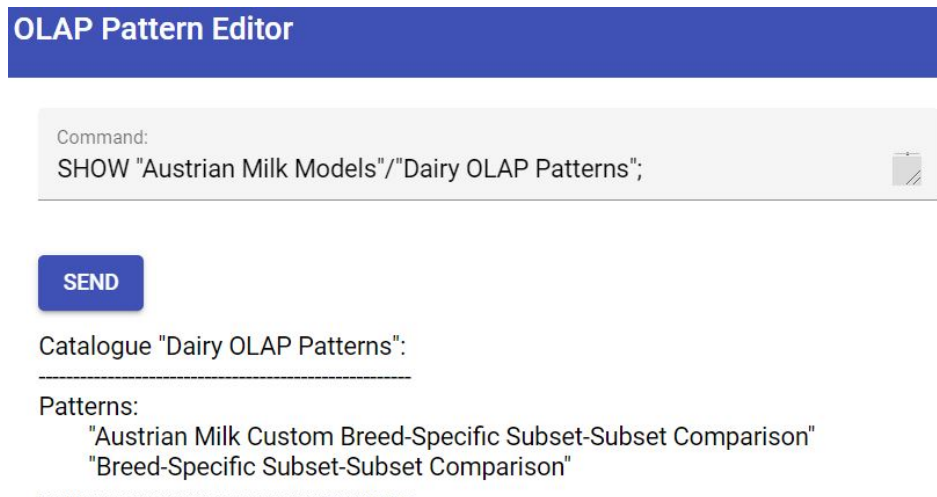 OLAP Pattern Editor
Command:
SHOW "Austrian Milk Models"/"Dairy OLAP Patterns";
SEND
Catalogue "Dairy OLAP Patterns":
------------------------------------------------------
Patterns:
"Austrian Milk Custom Breed-Specific Subset-Subset Comparison"
"Breed-Specific Subset-Subset Comparison"